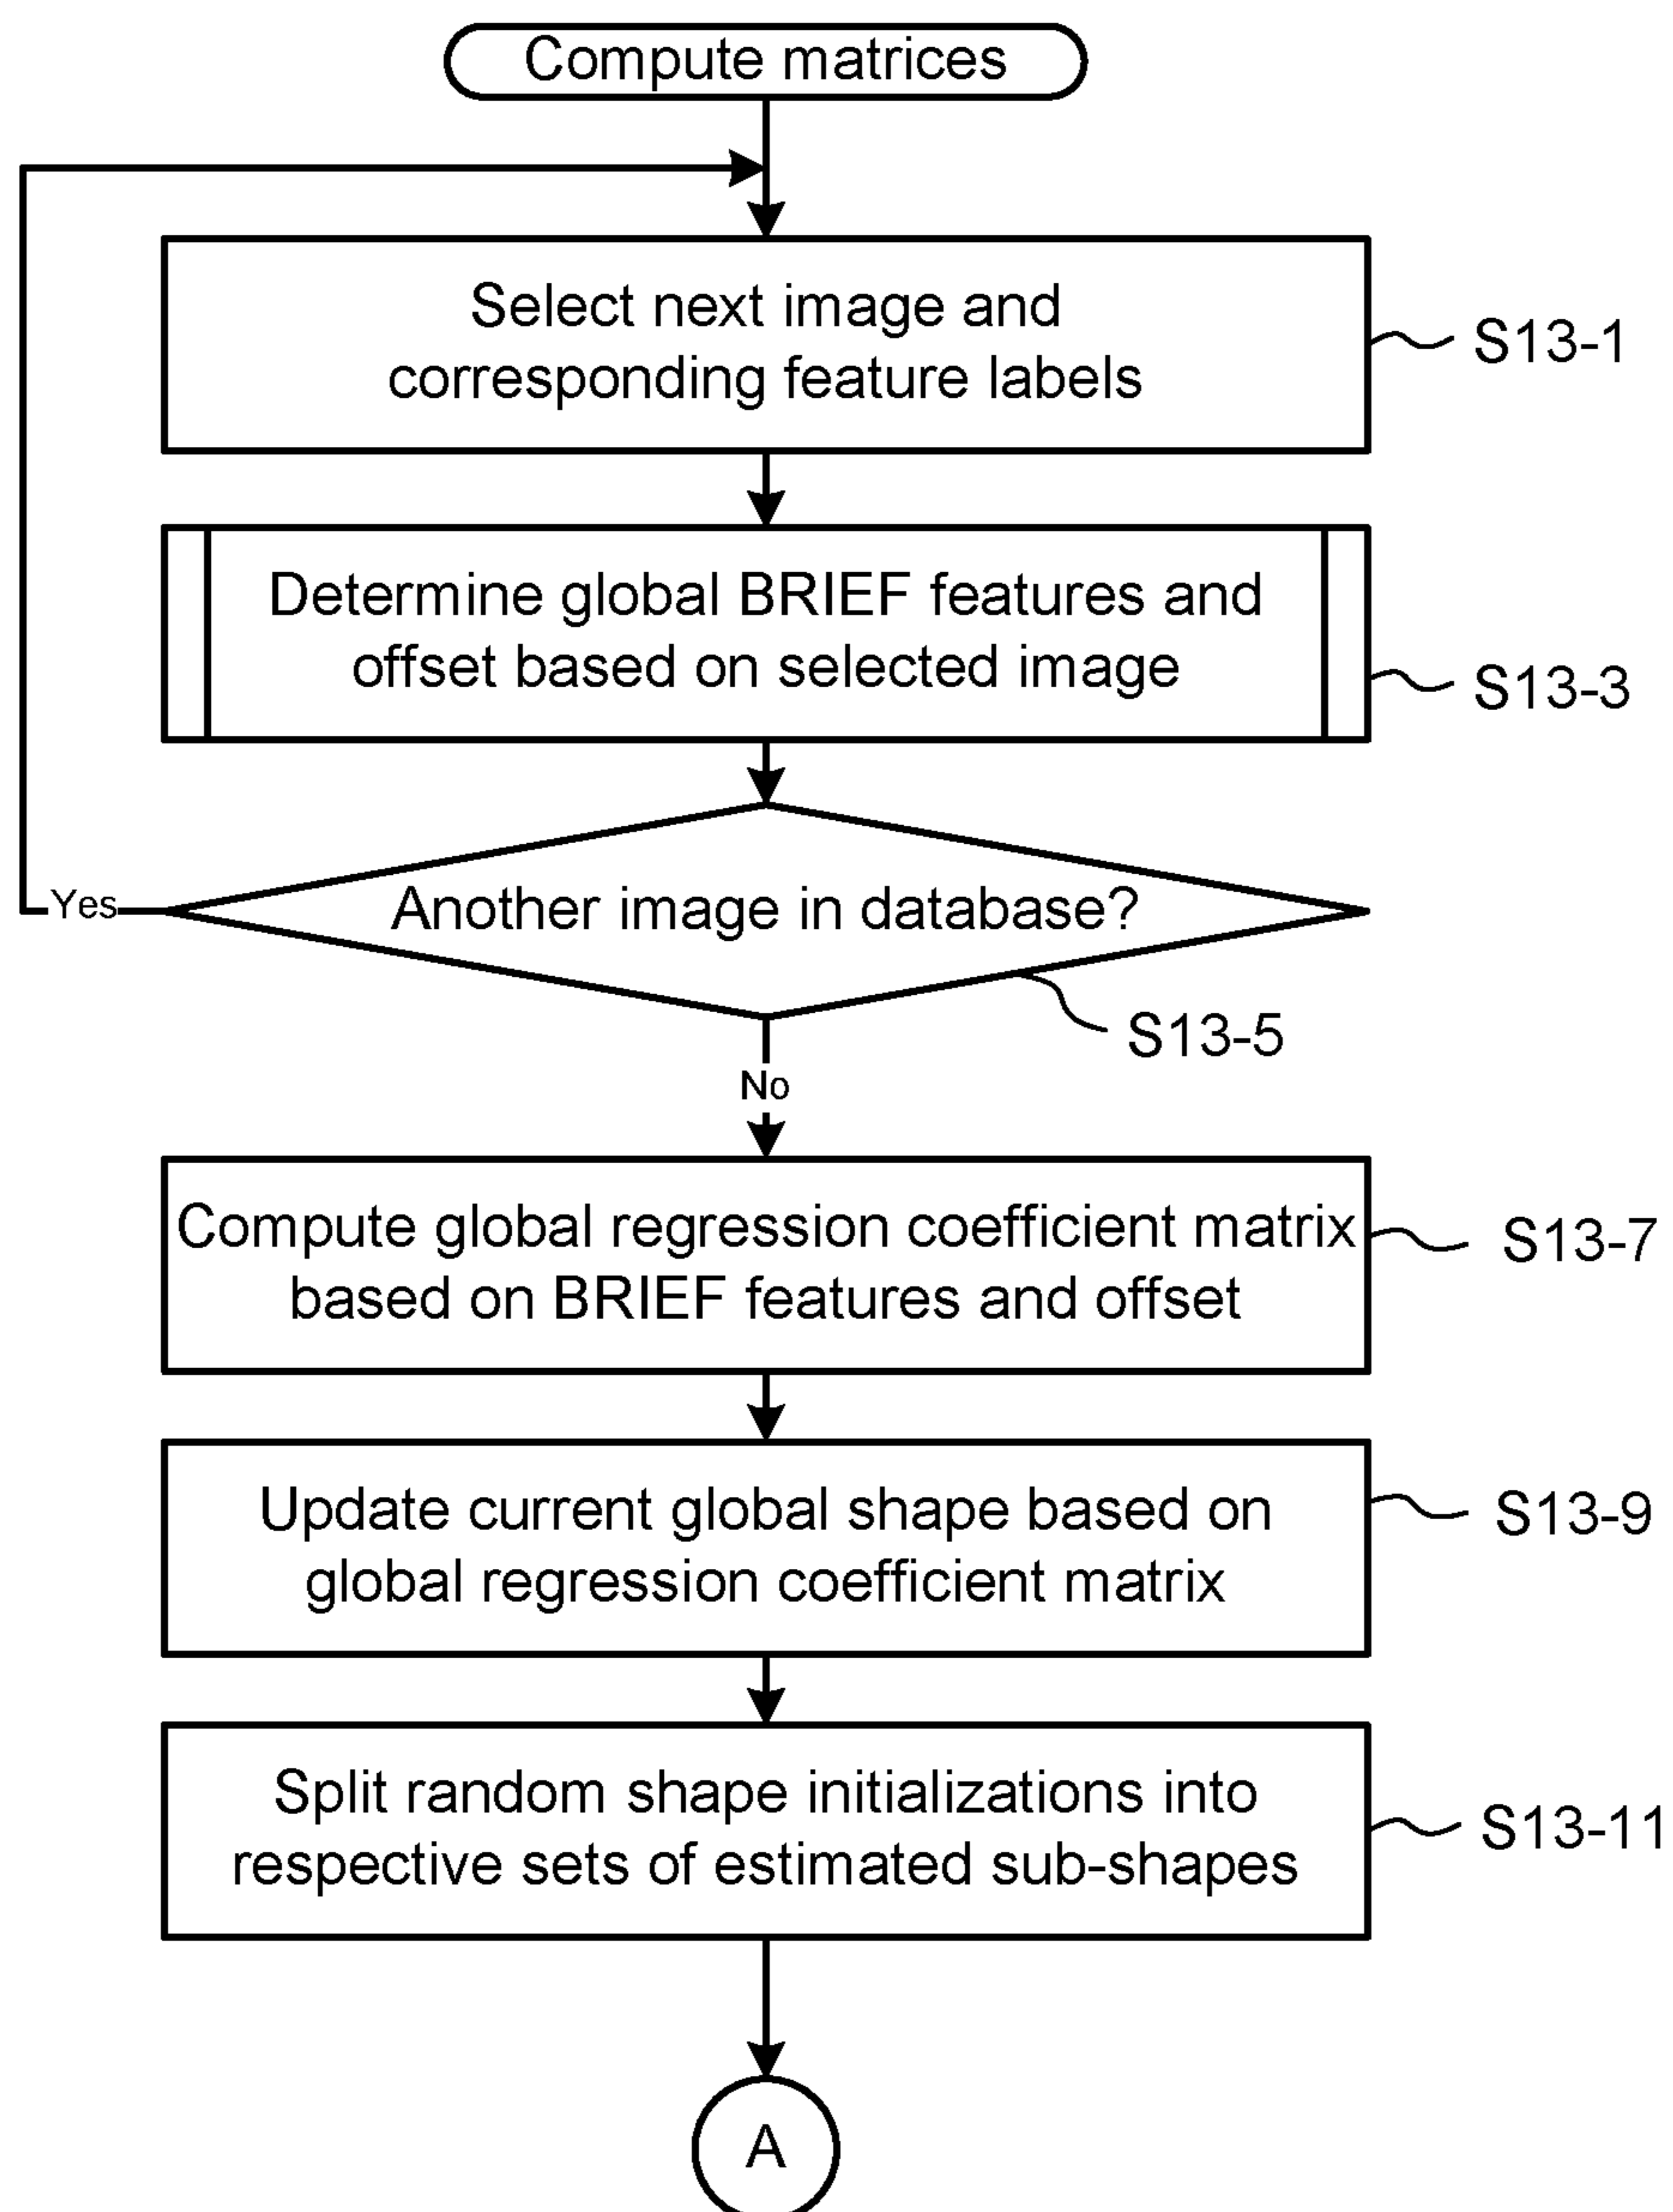 Compute matrices
Select next image and
corresponding feature labels
S13-1
Determine global BRIEF features and
offset based on selected image
S13-3
Another image in database?
Yes
S13-5
No
Compute global regression coefficient matrix
based on BRIEF features and offset
S13-7
Update current global shape based on
global regression coefficient matrix
S13-9
Split random shape initializations into
respective sets of estimated sub-shapes
S13-11
A